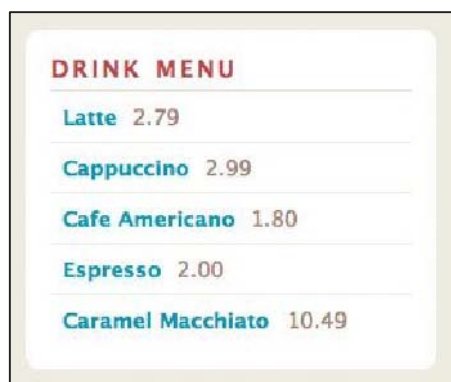 DRINK MENU
Latte 2.79
Cappuccino 2.99
Cafe Americano 1.80
Espresso 2.00
Caramel Macchiato 10.49